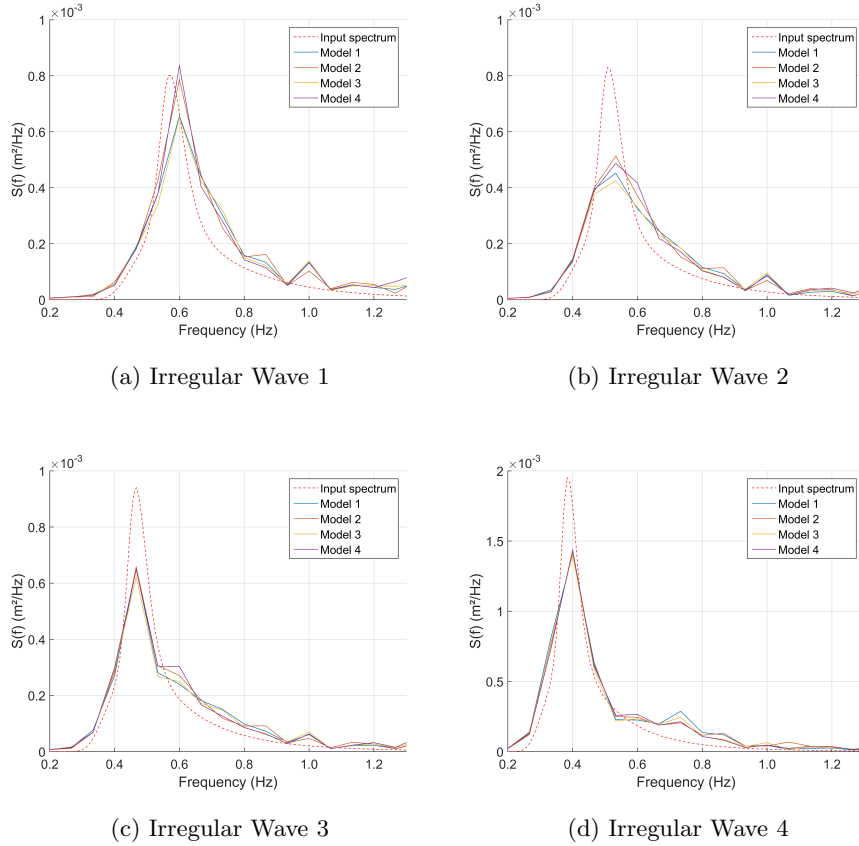 ×10⁻³
1
0.8
0.6
0.4
0.2
0
S(f) (m²/Hz)
0.2 0.4 0.6 0.8 1.0 1.2
Frequency (Hz)
Input spectrum
Model 1
Model 2
Model 3
Model 4
(a) Irregular Wave 1
×10⁻³
1
0.8
0.6
0.4
0.2
0
S(f) (m²/Hz)
0.2 0.4 0.6 0.8 1.0 1.2
Frequency (Hz)
Input spectrum
Model 1
Model 2
Model 3
Model 4
(b) Irregular Wave 2
×10⁻³
1
0.8
0.6
0.4
0.2
0
S(f) (m²/Hz)
0.2 0.4 0.6 0.8 1.0 1.2
Frequency (Hz)
Input spectrum
Model 1
Model 2
Model 3
Model 4
(c) Irregular Wave 3
×10⁻³
2
1.5
1
0.5
0
S(f) (m²/Hz)
0.2 0.4 0.6 0.8 1.0 1.2
Frequency (Hz)
Input spectrum
Model 1
Model 2
Model 3
Model 4
(d) Irregular Wave 4